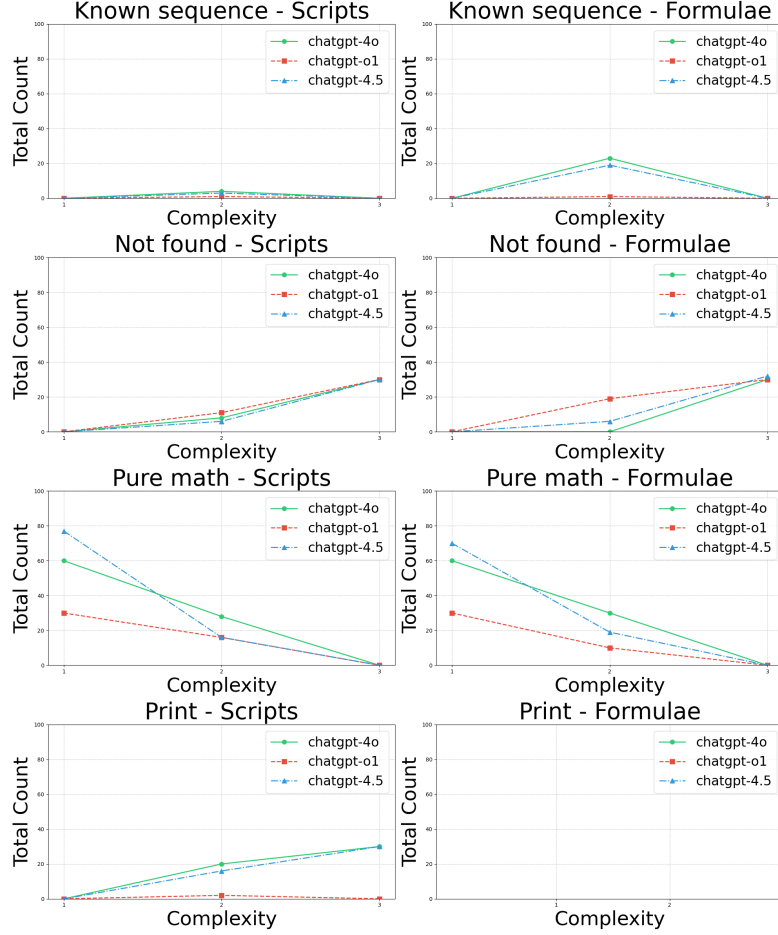 Known sequence - Scripts
100
80
60
40
20
0
Total Count
chatgpt-4o
chatgpt-o1
chatgpt-4.5
1 2 3
Complexity
Known sequence - Formulae
100
80
60
40
20
0
Total Count
chatgpt-4o
chatgpt-o1
chatgpt-4.5
1 2 3
Complexity
Not found - Scripts
100
80
60
40
20
0
Total Count
chatgpt-4o
chatgpt-o1
chatgpt-4.5
1 2 3
Complexity
Not found - Formulae
100
80
60
40
20
0
Total Count
chatgpt-4o
chatgpt-o1
chatgpt-4.5
1 2 3
Complexity
Pure math - Scripts
100
80
60
40
20
0
Total Count
chatgpt-4o
chatgpt-o1
chatgpt-4.5
1 2 3
Complexity
Pure math - Formulae
100
80
60
40
20
0
Total Count
chatgpt-4o
chatgpt-o1
chatgpt-4.5
1 2 3
Complexity
Print - Scripts
100
80
60
40
20
0
Total Count
chatgpt-4o
chatgpt-o1
chatgpt-4.5
1 2 3
Complexity
Print - Formulae
100
80
60
40
20
0
Total Count
chatgpt-4o
chatgpt-o1
chatgpt-4.5
1 2
Complexity